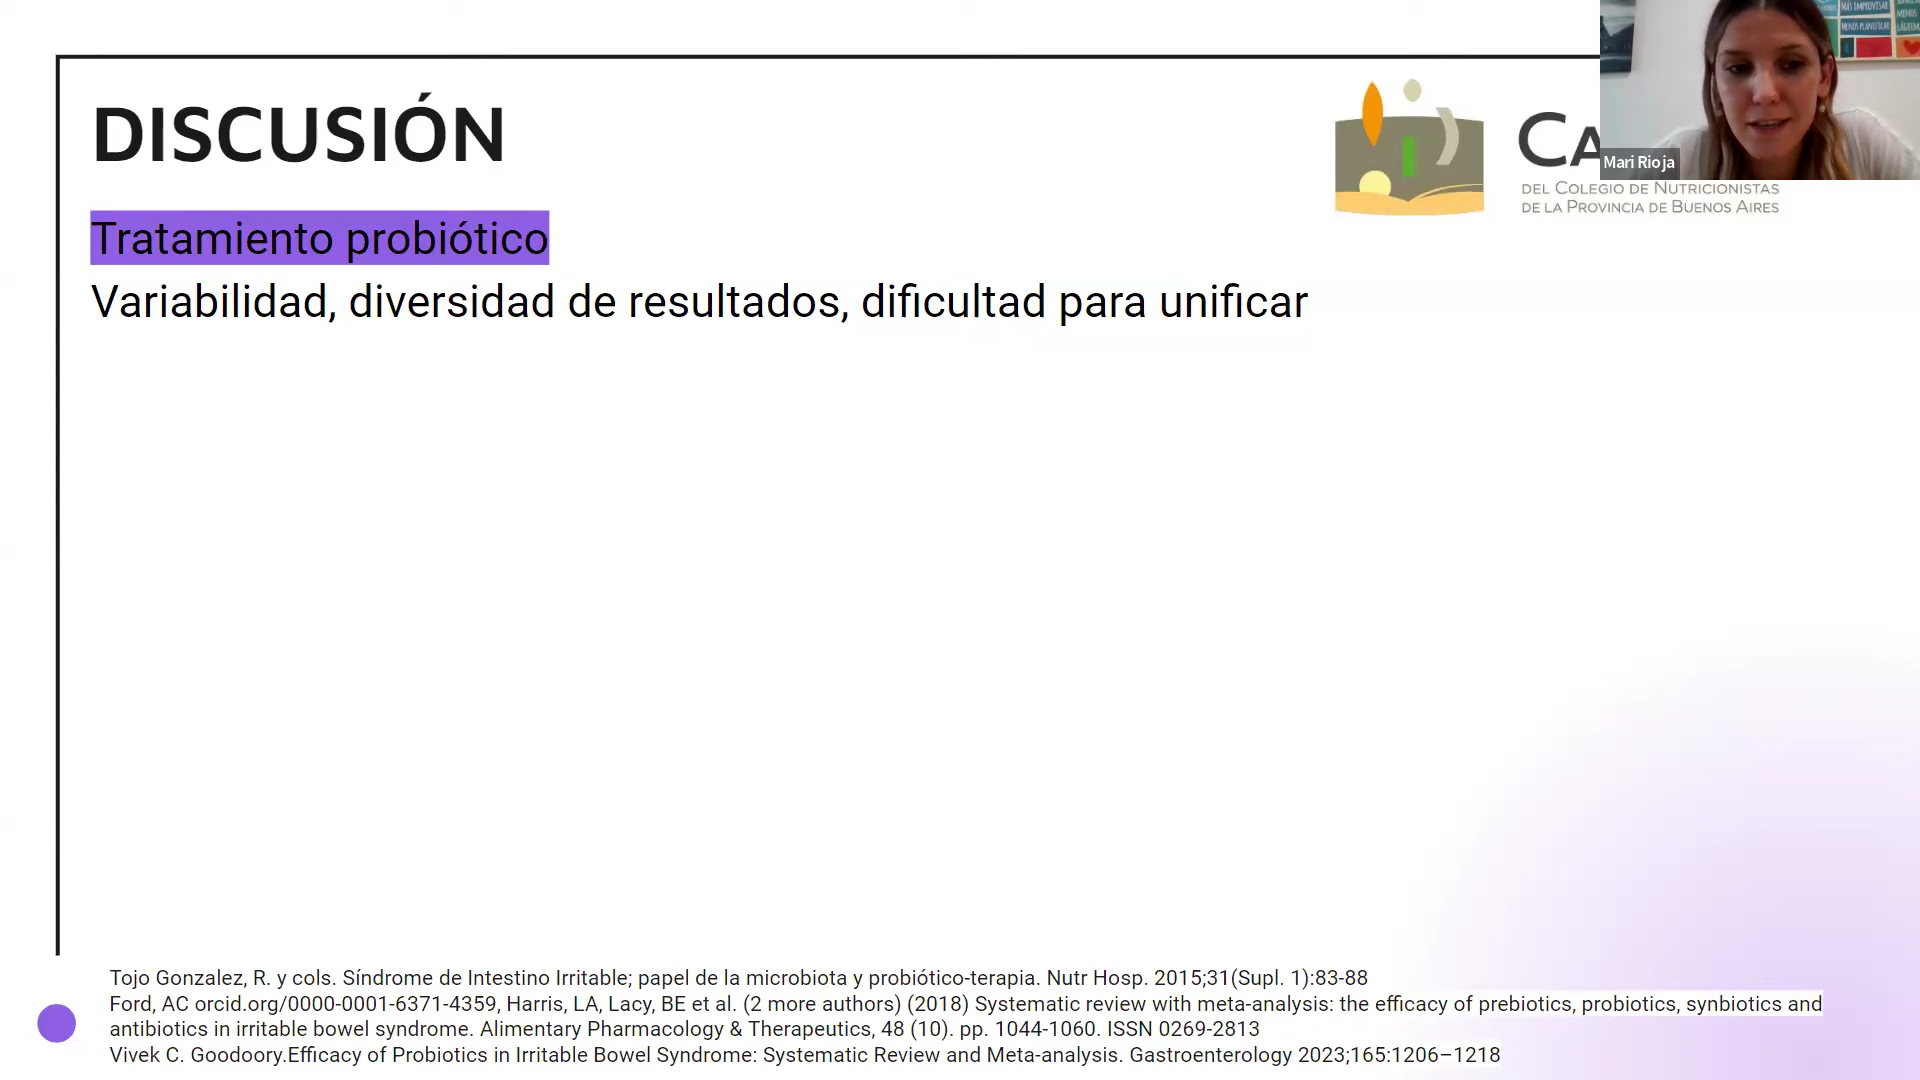 DISCUSIÓN
CA
DEL COLEGIO DE NUTRICIONISTAS
DE LA PROVINCIA DE BUENOS AIRES
MÁS IMPROVISAR
MENOS PLANIFICAR
MENOS
Mari Rioja
Tratamiento probiótico
Variabilidad, diversidad de resultados, dificultad para unificar
Tojo Gonzalez, R. y cols. Síndrome de Intestino Irritable; papel de la microbiota y probiótico-terapia. Nutr Hosp. 2015;31(Supl. 1):83-88
Ford, AC orcid.org/0000-0001-6371-4359, Harris, LA, Lacy, BE et al. (2 more authors) (2018) Systematic review with meta-analysis: the efficacy of prebiotics, probiotics, synbiotics and
antibiotics in irritable bowel syndrome. Alimentary Pharmacology & Therapeutics, 48 (10). pp. 1044-1060. ISSN 0269-2813
Vivek C. Goodoory.Efficacy of Probiotics in Irritable Bowel Syndrome: Systematic Review and Meta-analysis. Gastroenterology 2023;165:1206–1218